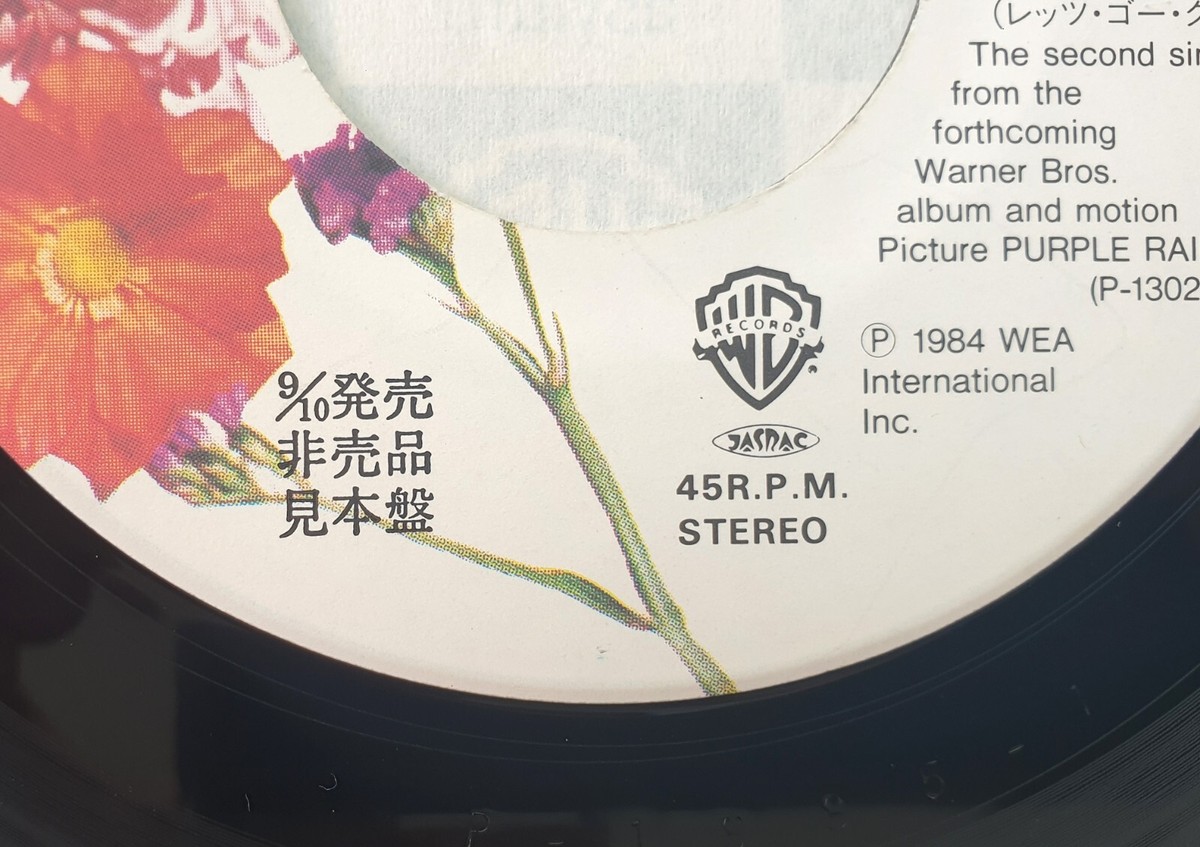 (レッツ・ゴー・
The second
from the
forthcoming
Warner Bros.
album and motion
Picture PURPLE RAI
(P-1302
RECORDS
Ⓟ 1984 WEA
International
Inc.
JASRAC
45R.P.M.
STEREO
9/10発売
非売品
見本盤